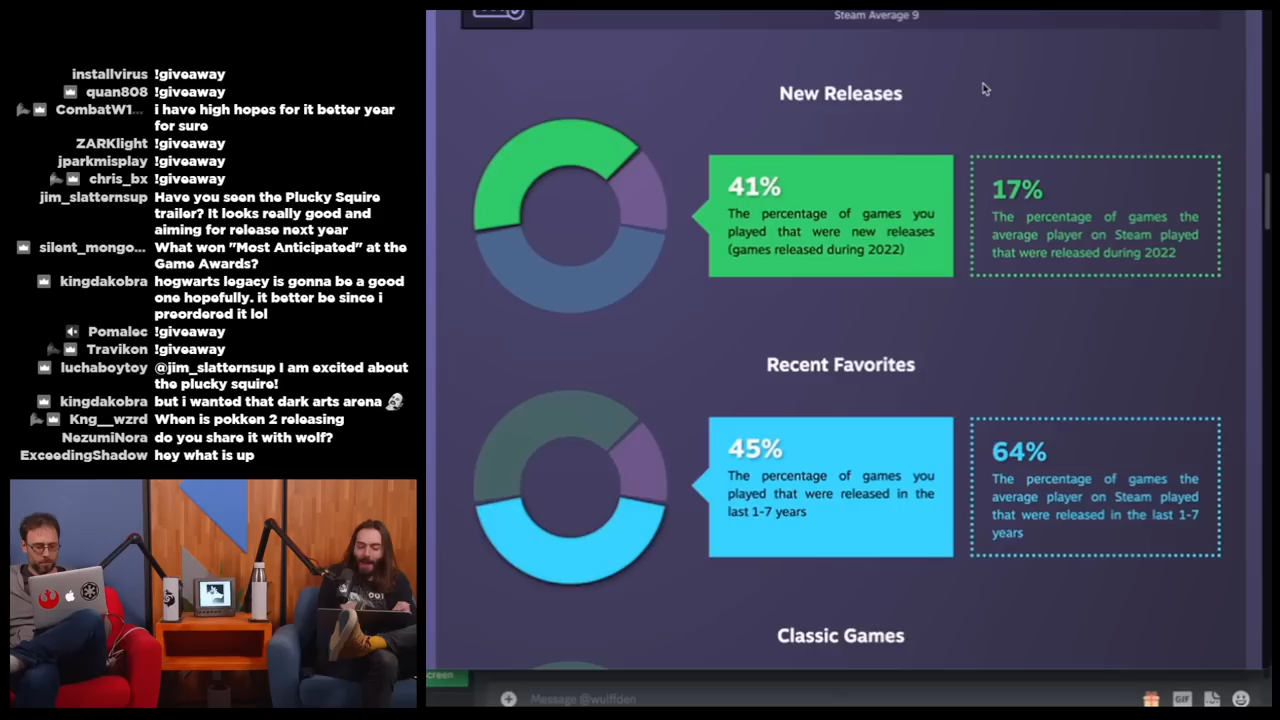 installvirus !giveaway
quan808 !giveaway
CombatW1... i have high hopes for it better year
for sure
ZARKlight !giveaway
jparkmisplay !giveaway
chris_bx !giveaway
jim_slatternsup Have you seen the Plucky Squire
trailer? It looks really good and
aiming for release next year
silent_mongo... What won "Most Anticipated" at the
Game Awards?
kingdakobra hogwarts legacy is gonna be a good
one hopefully. it better be since i
preordered it lol
Pomalec !giveaway
Travikon !giveaway
luchaboytoy @jim_slatternsup I am excited about
the plucky squire!
kingdakobra but i wanted that dark arts arena
Kng__wzrd When is pokken 2 releasing
NezumiNora do you share it with wolf?
ExceedingShadow hey what is up
Steam Average 9
New Releases
41%
The percentage of games you
played that were new releases
(games released during 2022)
17%
The percentage of games the
average player on Steam played
that were released during 2022
Recent Favorites
45%
The percentage of games you
played that were released in the
last 1-7 years
64%
The percentage of games the
average player on Steam played
that were released in the last 1-7
years
Classic Games
creen
Message @wulffden
GIF